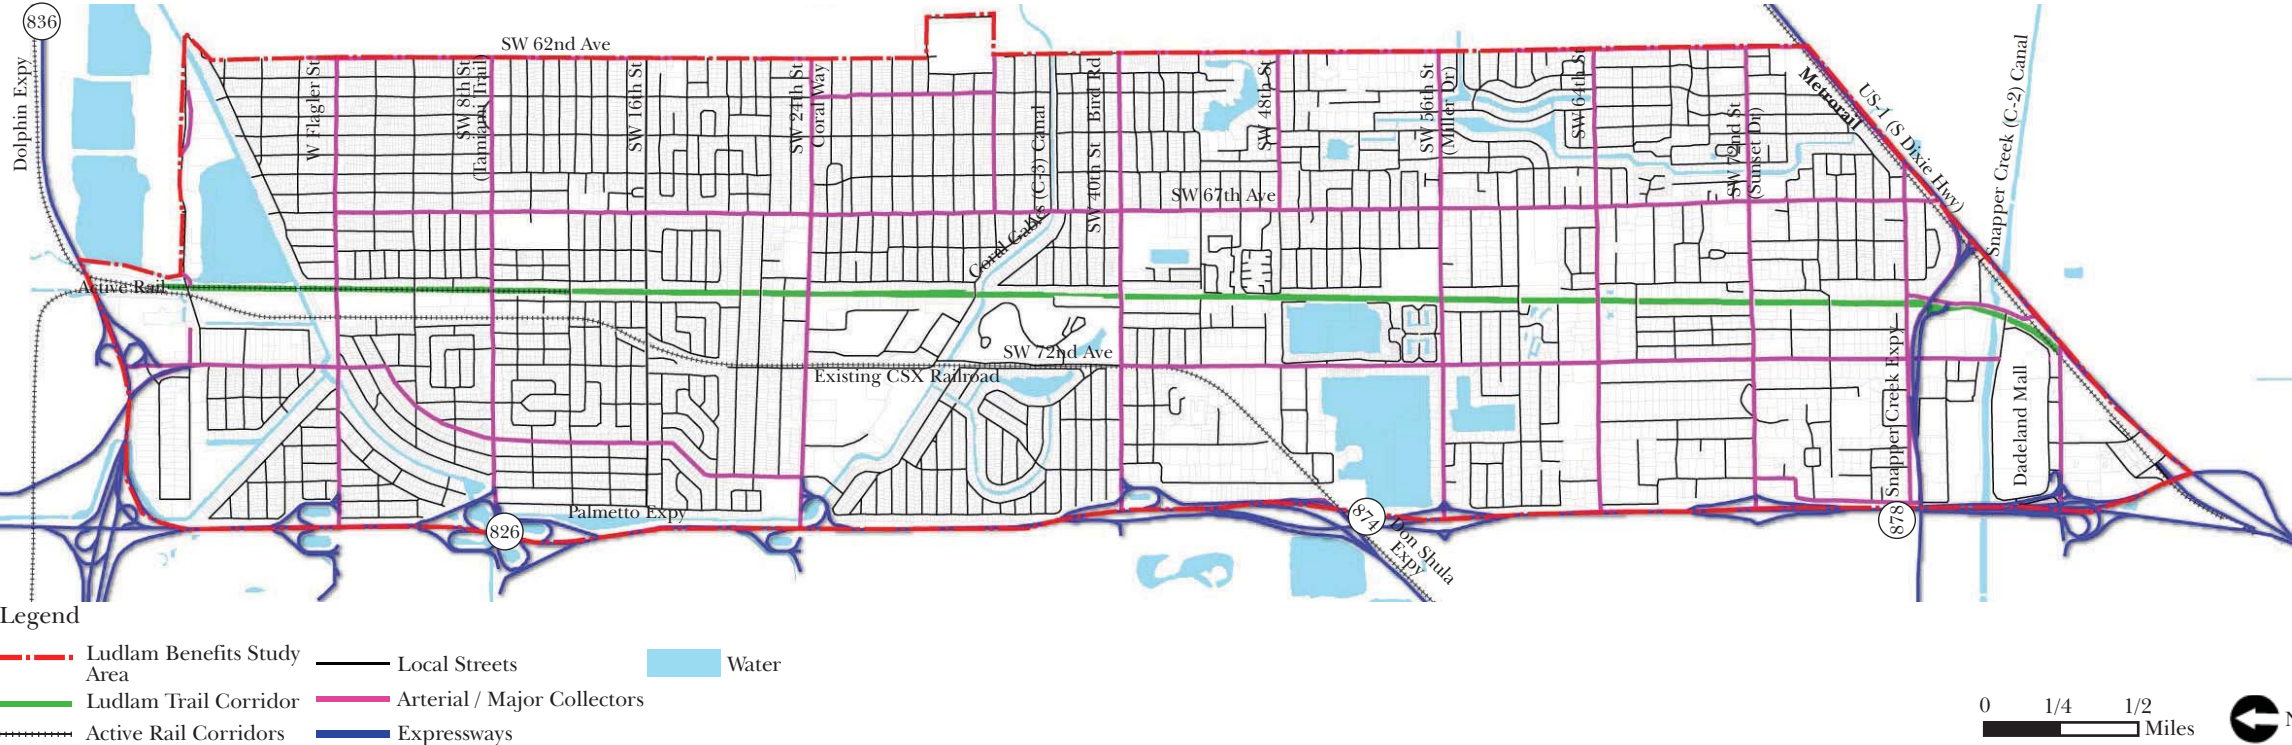 836
Dolphin Expy
SW 62nd Ave
W Flagler St
SW 8th St
(Tamiami Trail)
SW 16th St
SW 24th St
Coral Way
Coral Gables (C-3) Canal
SW 40th St Bird Rd
SW 48th St
SW 56th St
(Miller Dr)
SW 64th St
SW 72nd St
(Sunset Dr)
Metrorail
US-1 (S Dixie Hwy)
Snapper Creek (C-2) Canal
SW 67th Ave
Active Rail
SW 72nd Ave
Existing CSX Railroad
Snapper Creek Expy
Dadeland Mall
Palmetto Expy
826
874
Don Shula
Expy
878
Legend
Ludlam Benefits Study
Area
Ludlam Trail Corridor
Active Rail Corridors
Local Streets
Arterial / Major Collectors
Expressways
Water
0 1/4 1/2
Miles
N